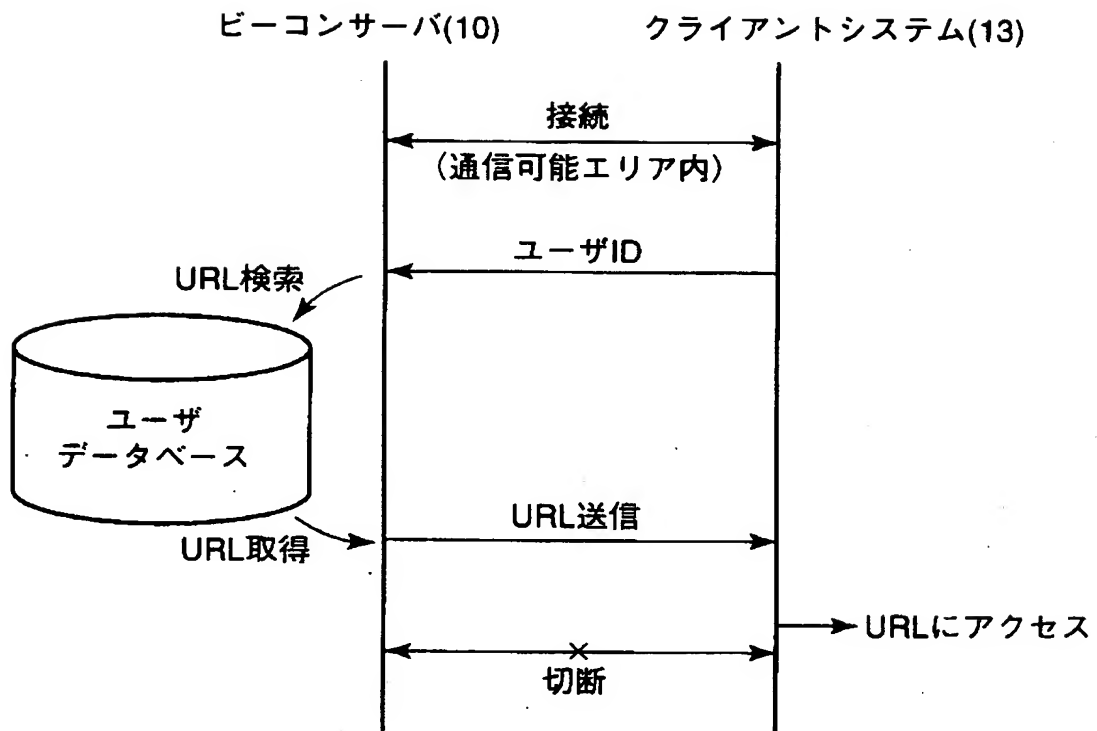 ビーコンサーバ(10)
クライアントシステム(13)
接続
(通信可能エリア内)
ユーザID
URL検索
ユーザ
データベース
URL送信
URL取得
URLにアクセス
切断